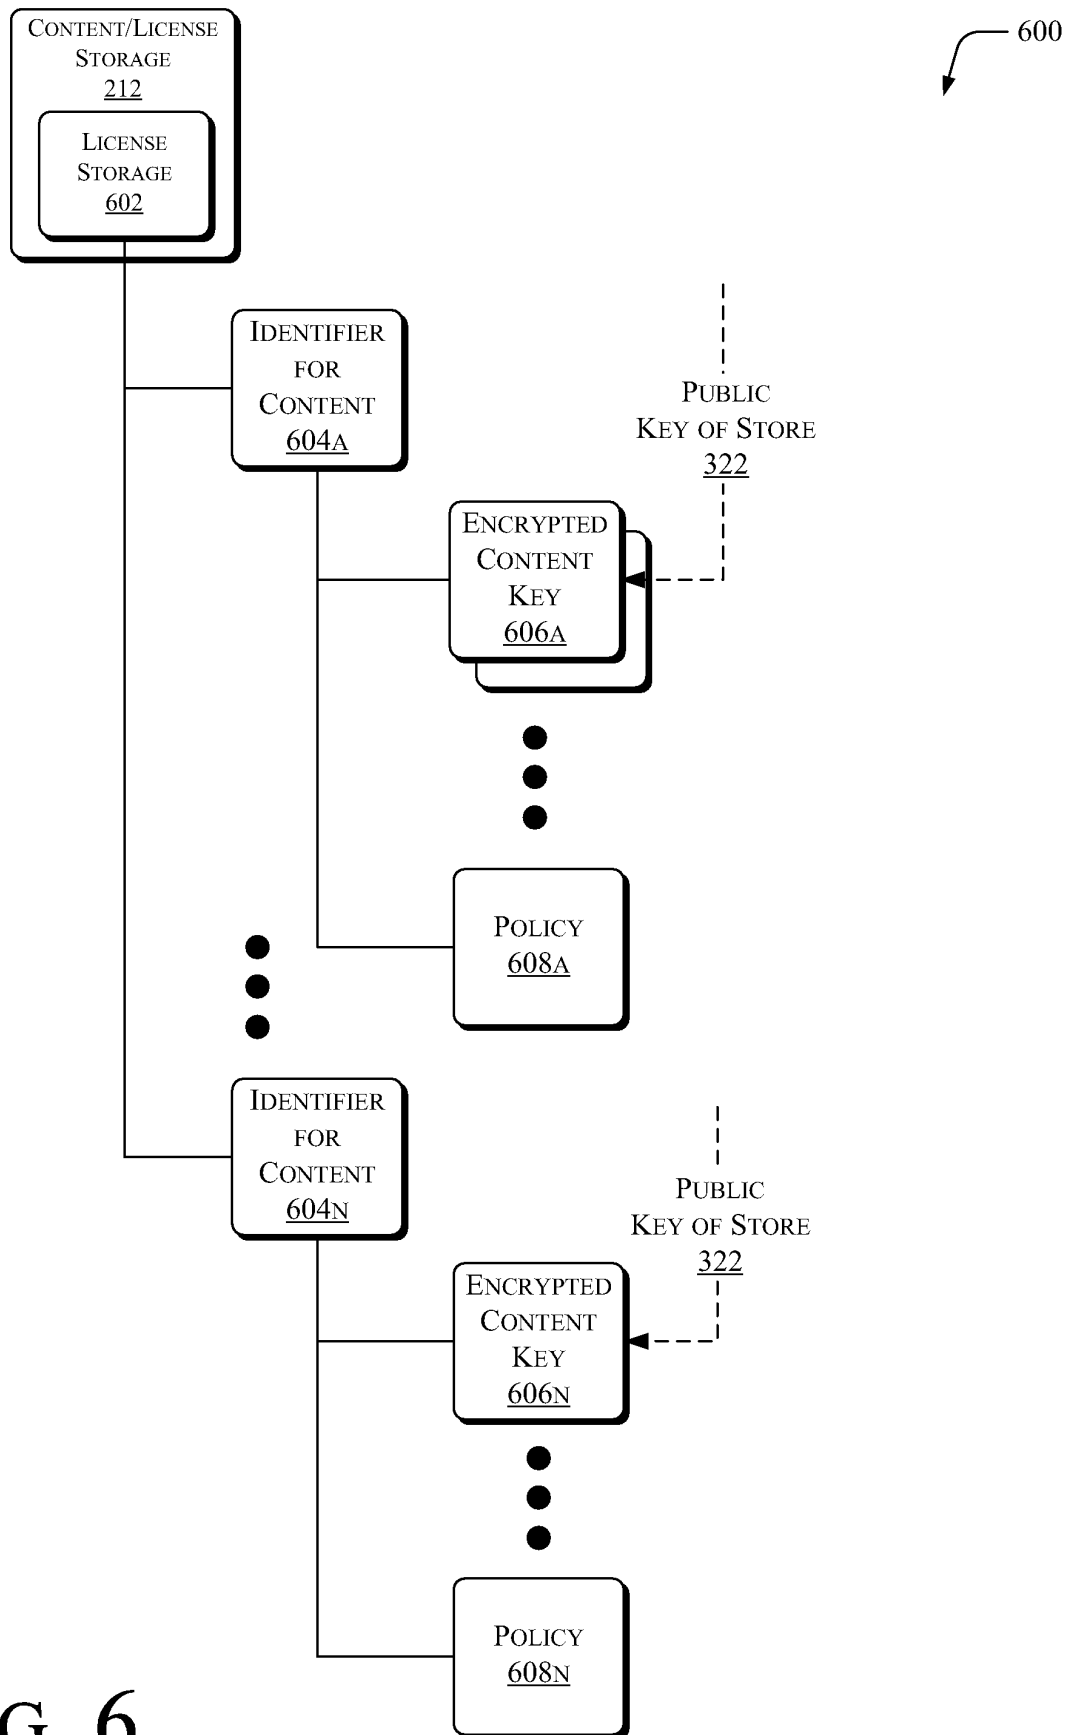 CONTENT/LICENSE
STORAGE
212
LICENSE
STORAGE
602
600
IDENTIFIER
FOR
CONTENT
604A
PUBLIC
KEY OF STORE
322
ENCRYPTED
CONTENT
KEY
606A
POLICY
608A
IDENTIFIER
FOR
CONTENT
604N
PUBLIC
KEY OF STORE
322
ENCRYPTED
CONTENT
KEY
606N
POLICY
608N
G. 6